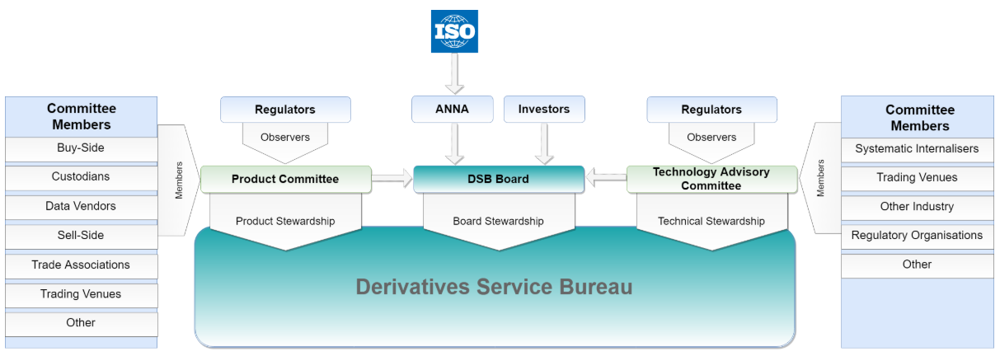 ISO
Committee
Members
Buy-Side
Custodians
Data Vendors
Sell-Side
Trade Associations
Trading Venues
Other
Members
Regulators
Observers
Product Committee
Product Stewardship
ANNA
Investors
DSB Board
Board Stewardship
Regulators
Observers
Technology Advisory
Committee
Technical Stewardship
Derivatives Service Bureau
Members
Committee
Members
Systematic Internalisers
Trading Venues
Other Industry
Regulatory Organisations
Other